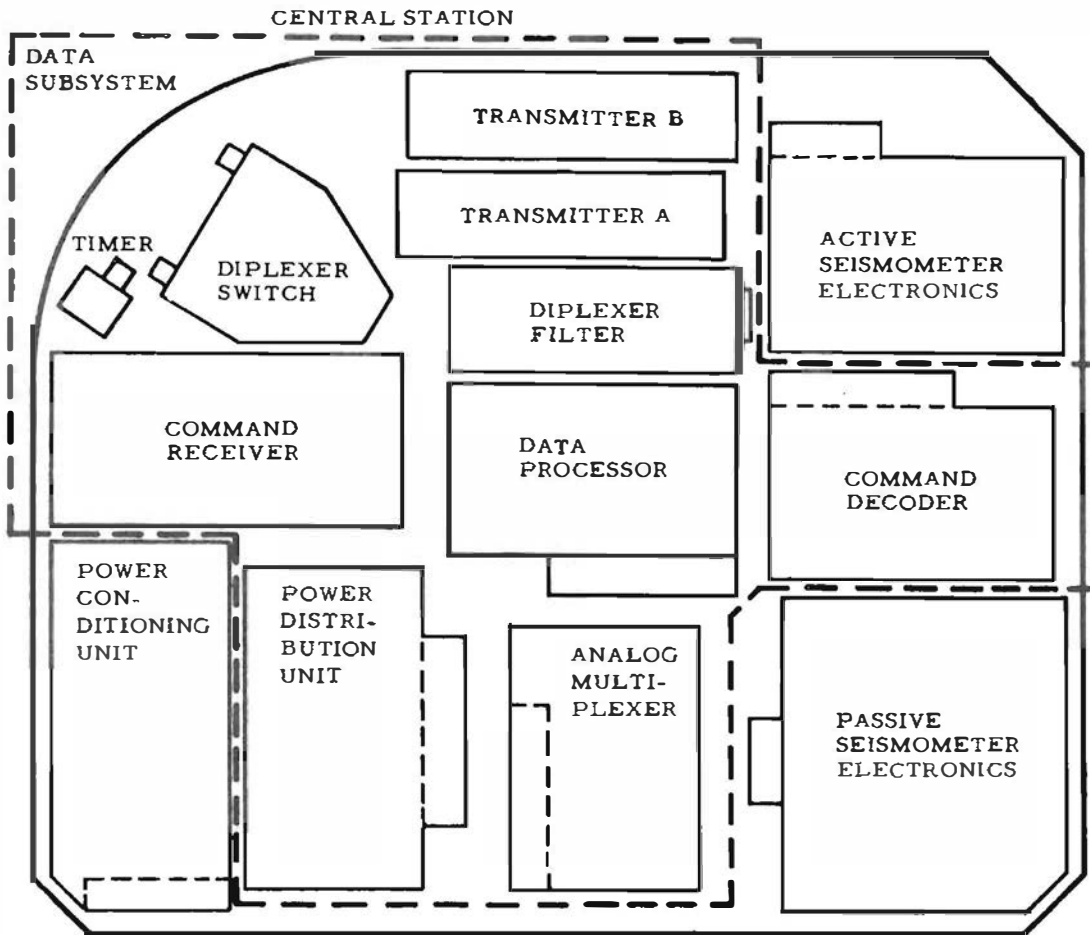 CENTRAL STATION
DATA
SUBSYSTEM
TRANSMITTER B
TRANSMITTER A
TIMER
DIPLEXER
SWITCH
DIPLEXER
FILTER
ACTIVE
SEISMOMETER
ELECTRONICS
COMMAND
RECEIVER
DATA
PROCESSOR
COMMAND
DECODER
POWER
CON-
DITIONING
UNIT
POWER
DISTRI-
BUTION
UNIT
ANALOG
MULTI-
PLEXER
PASSIVE
SEISMOMETER
ELECTRONICS